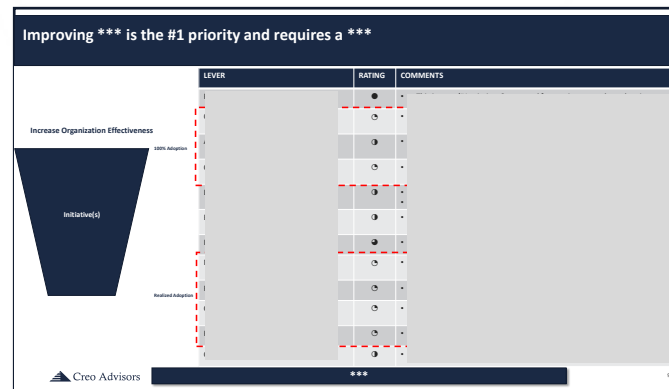 Improving *** is the #1 priority and requires a ***
LEVER RATING COMMENTS
Increase Organization Effectiveness
100% Adoption
Initiative(s)
Realized Adoption
Creo Advisors
***